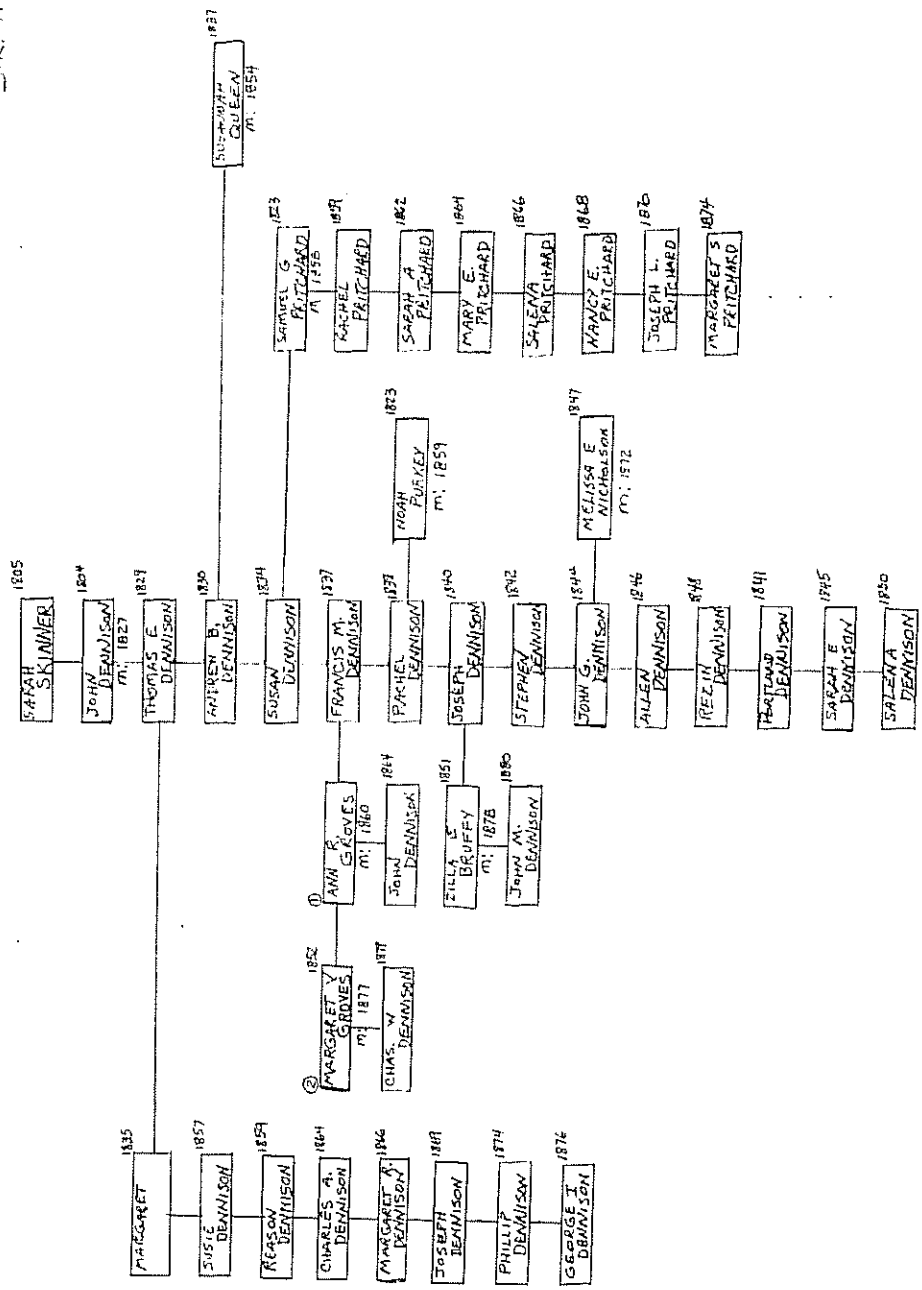 1837
SUSANNAH
QUEEN
m: 1854
SAMUEL G
PRITCHARD
1823
m 1858
RACHEL
PRITCHARD
1859
SARAH A
PRITCHARD
1862
MARY E.
PRITCHARD
1864
SALENA
PRITCHARD
1866
NANCY E.
PRITCHARD
1868
JOSEPH L.
PRITCHARD
1870
MARGARET S
PRITCHARD
1874
NOAH
PURKEY
1823
m: 1859
MELISSA E
NICHOLSON
1847
m: 1872
SARAH
SKINNER
1805
JOHN
DENNISON
1804
m: 1827
THOMAS E.
DENNISON
1829
ANDREW B.
DENNISON
1830
SUSAN
DENNISON
1834
FRANCIS M.
DENNISON
1837
RACHEL
DENNISON
1838
JOSEPH
DENNISON
1840
STEPHEN
DENNISON
1842
JOHN G.
DENNISON
1844
ALLEN
DENNISON
1846
REZIN
DENNISON
1848
DENNISON
1841
SARAH E
DENNISON
1845
SALENA
DENNISON
1850
① ANN R.
GROVES
m: 1860
JOHN
DENNISON
1864
ZILLA E
BRUFFY
1851
m: 1878
JOHN M.
DENNISON
1880
② MARGARET V
GROVES
1852
m: 1877
CHAS. W
DENNISON
MARGARET
1835
SUSIE
DENNISON
1857
REASON
DENNISON
1859
CHARLES A.
DENNISON
1864
MARGARET R.
DENNISON
1866
JOSEPH
DENNISON
1869
PHILLIP
DENNISON
1874
GEORGE I
DENNISON
1876